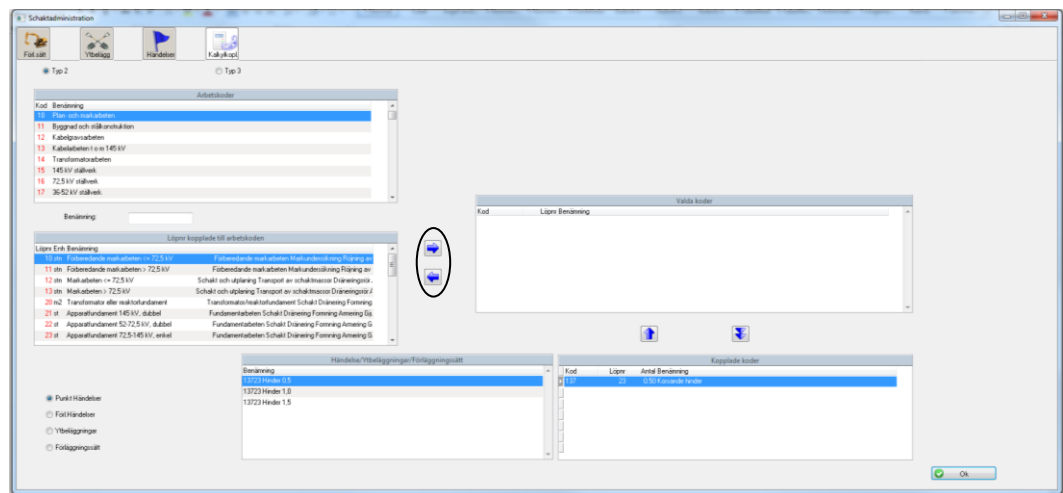 Schaktadministration
Förl.sätt Ytbelägg Händelser Kalkylkopl.
Typ 2 Typ 3
Arbetskoder
Kod Benämning
10 Plan- och markarbeten
11 Byggnad och stålkonstruktion
12 Kabelgravsarbeten
13 Kabelarbeten t o m 145 kV
14 Transformatorarbeten
15 145 kV ställverk
16 72,5 kV ställverk
17 36-52 kV ställverk
Benämning:
Löpnr kopplade till arbetskoden
Löpnr Enh Benämning
10 stn Förberedande markarbeten <= 72,5 kV Förberedande markarbeten Markundersökning Röjning av
11 stn Förberedande markarbeten > 72,5 kV Förberedande markarbeten Markundersökning Röjning av
12 stn Markarbeten <= 72,5 kV Schakt och utplaning Transport av schaktmassor Dräneringsrör.
13 stn Markarbeten > 72,5 kV Schakt och utplaning Transport av schaktmassor Dräneringsrör
20 m2 Transformator eller reaktorfundament Transformator/reaktorfundament Schakt Dränering Formning
21 st Apparatfundament 145 kV, dubbel Fundamentarbeten Schakt Dränering Formning Armering
22 st Apparatfundament 52-72,5 kV, dubbel Fundamentarbeten Schakt Dränering Formning Armering G
23 st Apparatfundament 72,5-145 kV, enkel Fundamentarbeten Schakt Dränering Formning Armering G
Valda koder
Kod Löpnr Benämning
Händelse/Ytbeläggningar/Förläggningssätt
Benämning
13723 Hinder 0,5
13723 Hinder 1,0
13723 Hinder 1,5
Kopplade koder
Kod Löpnr Antal Benämning
137 23 0.50 Korsande hinder
Punkt Händelser
Förl.Händelser
Ytbeläggningar
Förläggningssätt
Ok